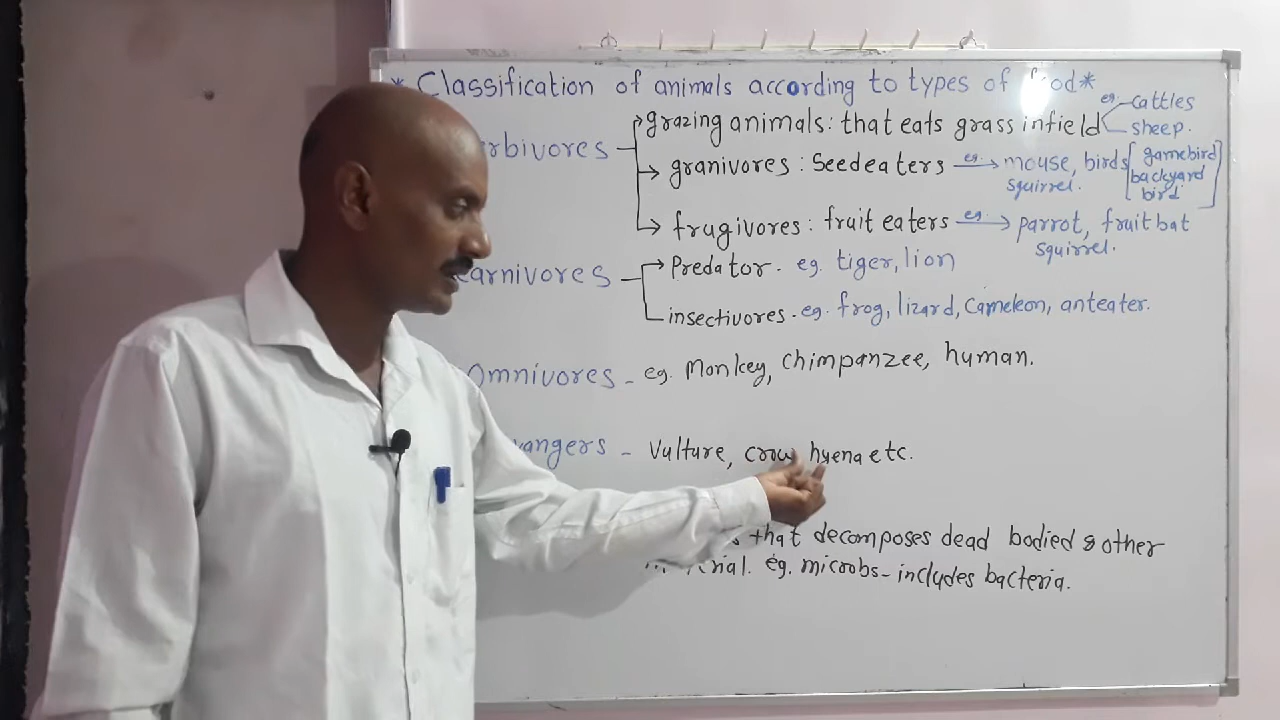 * Classification of animals according to types of food*
rbivores
grazing animals: that eats grass infield
eg. cattles
sheep.
granivores : Seedeaters eg. mouse, birds [gamebird
squirrel. backyard
bird]
frugivores: fruit eaters eg. parrot, fruit bat
squirrel.
carnivores
Predator. eg. tiger, lion
insectivores. eg. frog, lizard, Cameleon, anteater.
Omnivores - eg. Monkey, chimpanzee, human.
vangers - Vulture, crow hyena etc.
that decomposes dead bodied & other
rial. eg. microbs- includes bacteria.